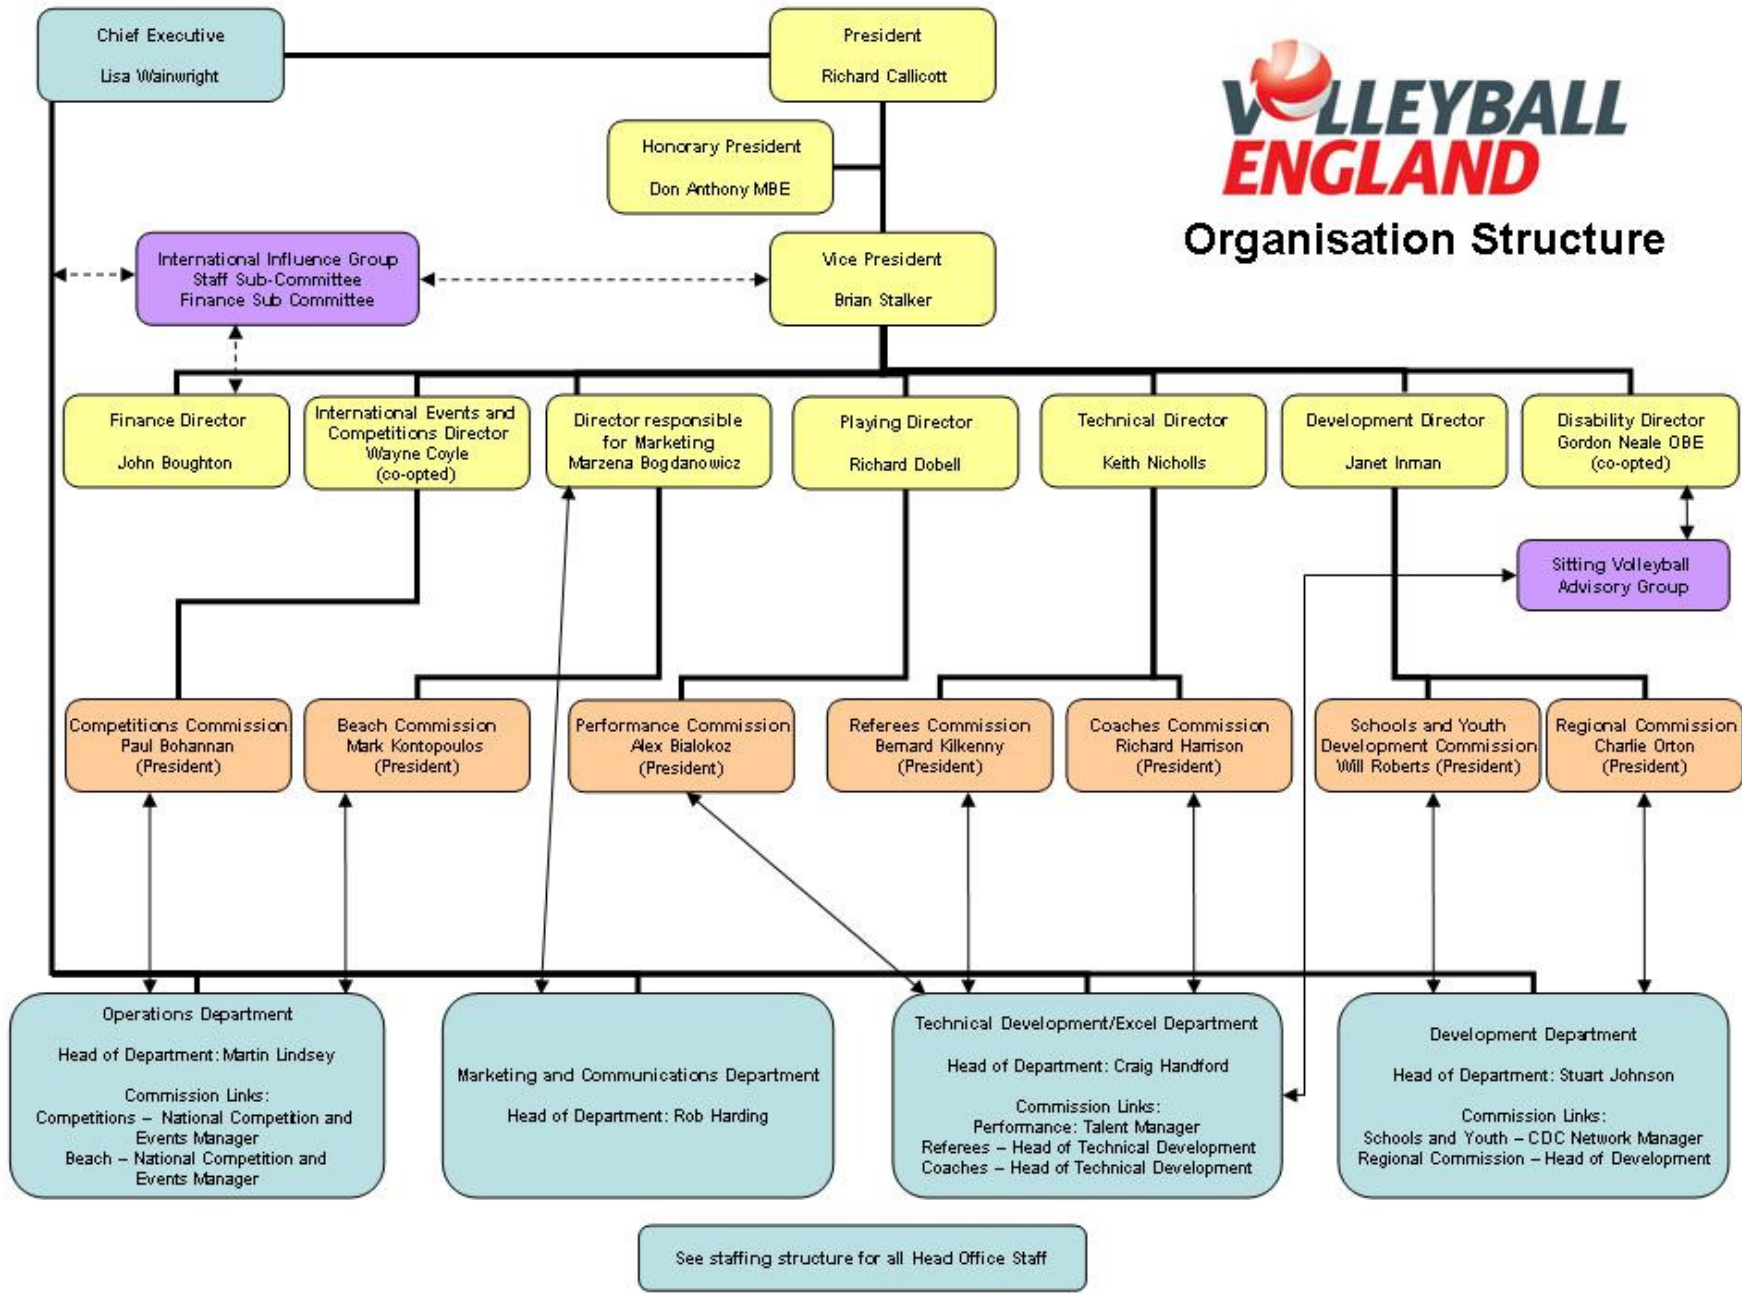 Chief Executive
Lisa Wainwright
President
Richard Callicott
VOLLEYBALL
ENGLAND
Organisation Structure
Honorary President
Don Anthony MBE
International Influence Group
Staff Sub-Committee
Finance Sub Committee
Vice President
Brian Stalker
Finance Director
John Boughton
International Events and
Competitions Director
Wayne Coyle
(co-opted)
Director responsible
for Marketing
Marzena Bogdanowicz
Playing Director
Richard Dobell
Technical Director
Keith Nicholls
Development Director
Janet Inman
Disability Director
Gordon Neale OBE
(co-opted)
Sitting Volleyball
Advisory Group
Competitions Commission
Paul Bohannan
(President)
Beach Commission
Mark Kontopoulos
(President)
Performance Commission
Alex Bialokoz
(President)
Referees Commission
Bernard Kilkenny
(President)
Coaches Commission
Richard Harrison
(President)
Schools and Youth
Development Commission
Will Roberts (President)
Regional Commission
Charlie Orton
(President)
Operations Department
Head of Department: Martin Lindsey
Commission Links:
Competitions – National Competition and
Events Manager
Beach – National Competition and
Events Manager
Marketing and Communications Department
Head of Department: Rob Harding
Technical Development/Excel Department
Head of Department: Craig Handford
Commission Links:
Performance: Talent Manager
Referees – Head of Technical Development
Coaches – Head of Technical Development
Development Department
Head of Department: Stuart Johnson
Commission Links:
Schools and Youth – CDC Network Manager
Regional Commission – Head of Development
See staffing structure for all Head Office Staff